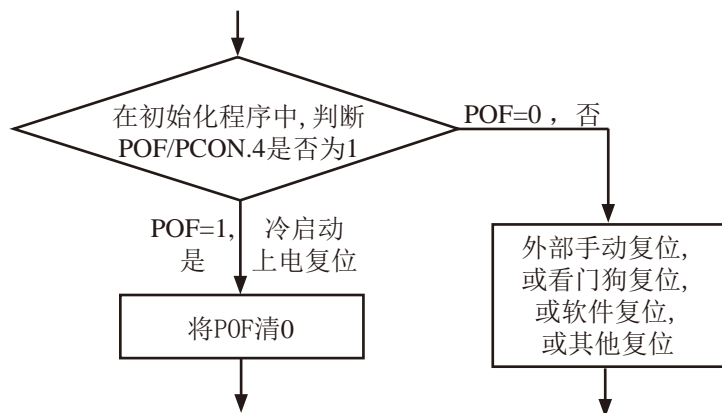 在初始化程序中,判断
POF/PCON.4是否为1
POF=0 ，否
POF=1, 冷启动
是 上电复位
将POF清0
外部手动复位,
或看门狗复位,
或软件复位,
或其他复位